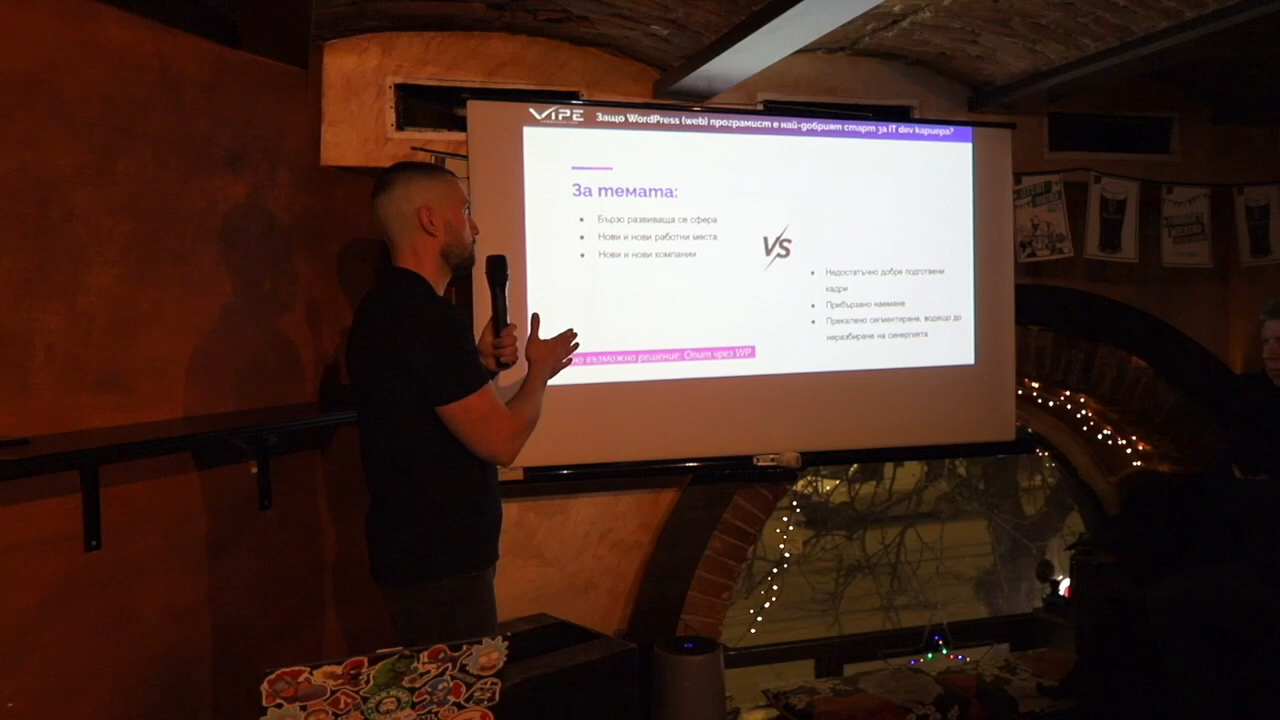 VIPE
Защо WordPress (web) програмист е най-добрият старт за IT dev кариера?
За темата:
Бързо развиваща се сфера
Нови и нови работни места
Нови и нови компании
VS
Недостатъчно добре подготвени
кадри
Прибързано наемане
Прекалено сегментиране, водящо до
неразбиране на синергията
възможно решение: Опит чрез WP